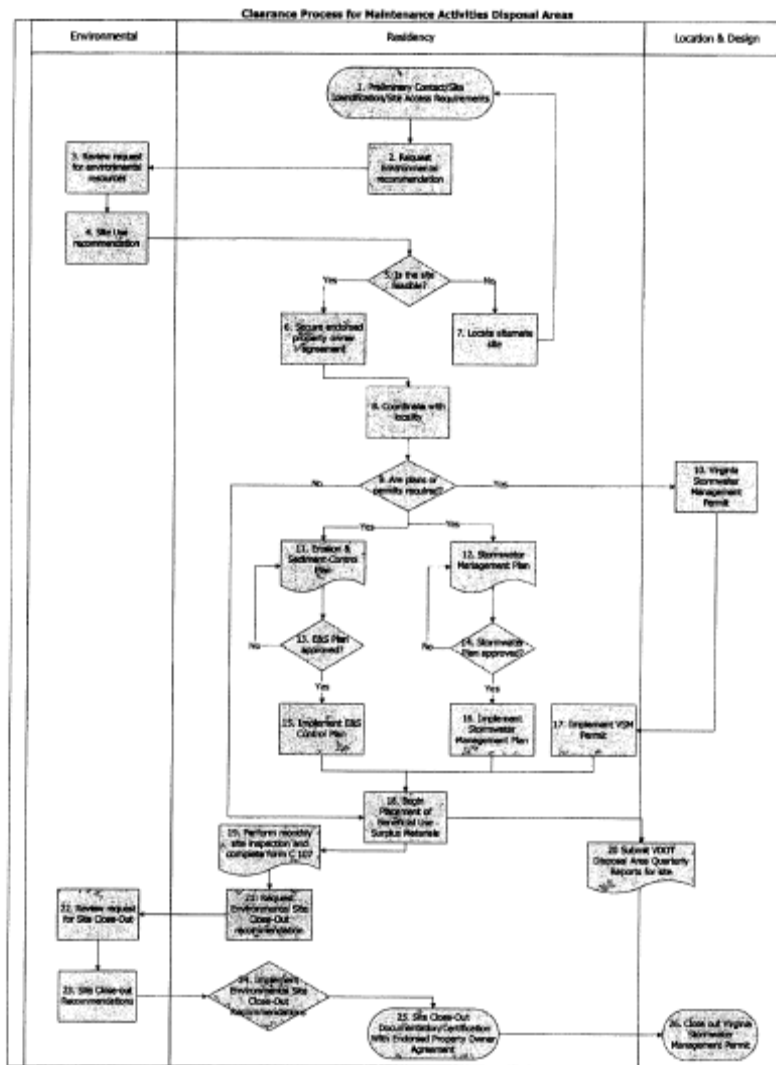 Clearance Process for Maintenance Activities Disposal Areas
Environmental
Residency
Location & Design
1. Preliminary Contact/Site
Identification/Site Access Requirements
2. Request
Environmental
recommendation
3. Review request
for environmental
resources
4. Site Use
recommendation
5. Is the site
feasible?
Yes
No
6. Secure endorsed
property owner
agreement
7. Locate alternate
site
8. Coordinate with
locality
9. Are plans or
permits required?
No
Yes
10. Virginia
Stormwater
Management
Permit
Yes
Yes
11. Erosion &
Sediment Control
Plan
12. Stormwater
Management Plan
13. E&S Plan
approved?
No
14. Stormwater
Plan approved?
No
Yes
Yes
15. Implement E&S
Control Plan
16. Implement
Stormwater
Management Plan
17. Implement VSM
Permit
18. Begin
Placement of
Beneficial Use
Surplus Materials
19. Perform monthly
site inspection and
complete form C 107
20 Submit VDOT
Disposal Area Quarterly
Reports for site
21. Request
Environmental Site
Close-Out
recommendation
22. Review request
for Site Close-Out
23. Site Close-out
Recommendations
24. Implement
Environmental Site
Close-Out
Recommendations
25. Site Close-Out
Documentation/Certification
With Endorsed Property Owner
Agreement
26. Close out Virginia
Stormwater
Management Permit